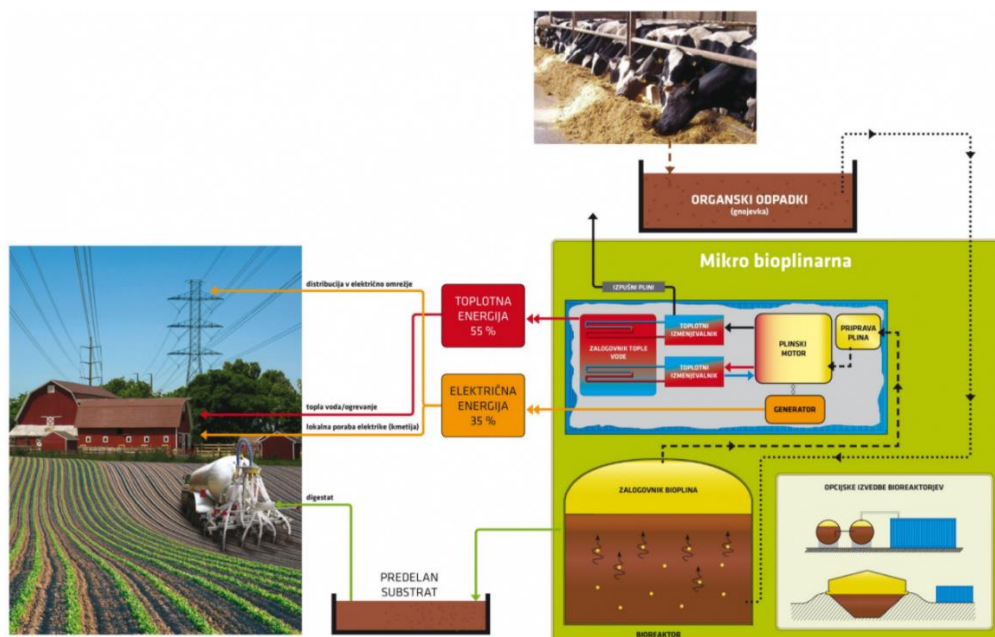 ORGANSKI ODPADKI
(gnojevka)
Mikro bioplinarna
IZPUŠNI PLINI
distribucija v električno omrežje
TOPLOTNA
ENERGIJA
55 %
TOPLOTNI
IZMENJEVALNIK
PLINSKI
MOTOR
PRIPRAVA
PLINA
ZALOGOVNIK TOPLE
VODE
TOPLOTNI
IZMENJEVALNIK
ELEKTRIČNA
ENERGIJA
35 %
GENERATOR
topla voda/ogrevanje
lokalna poraba elektrike (kmetija)
ZALOGOVNIK BIOPLINA
OPCIJSKE IZVEDBE BIOREAKTORJEV
digestat
PREDELAN
SUBSTRAT
BIOREAKTOR